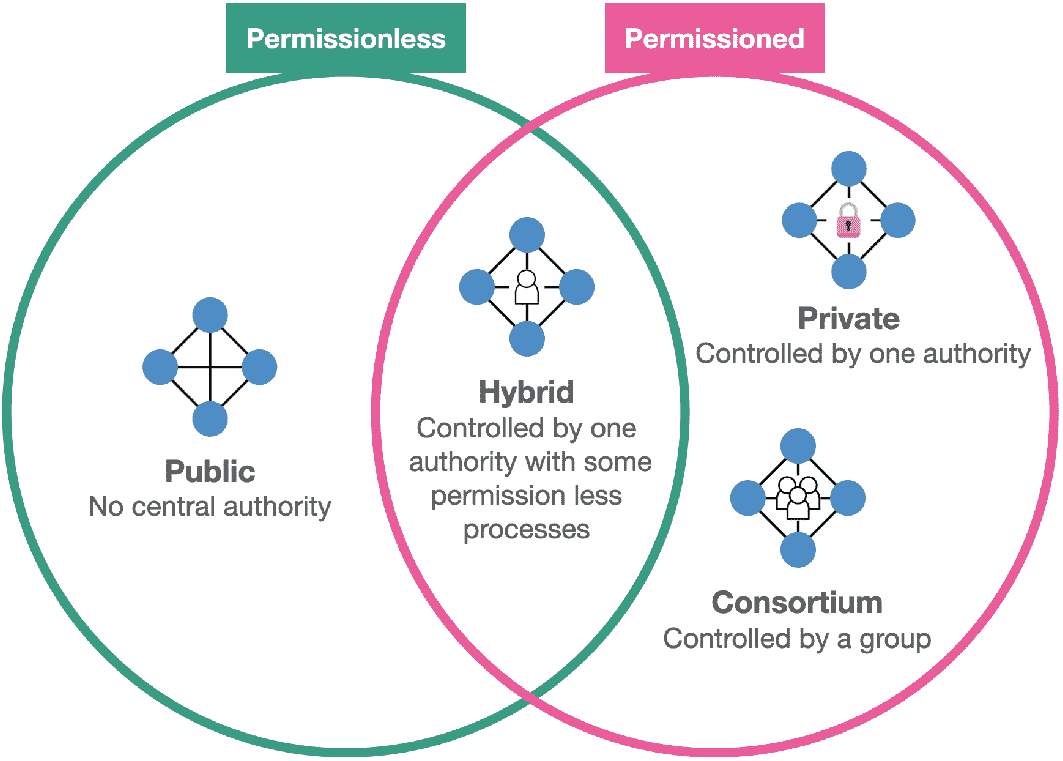 Permissionless
Permissioned
Public
No central authority
Hybrid
Controlled by one
authority with some
permission less
processes
Private
Controlled by one authority
Consortium
Controlled by a group